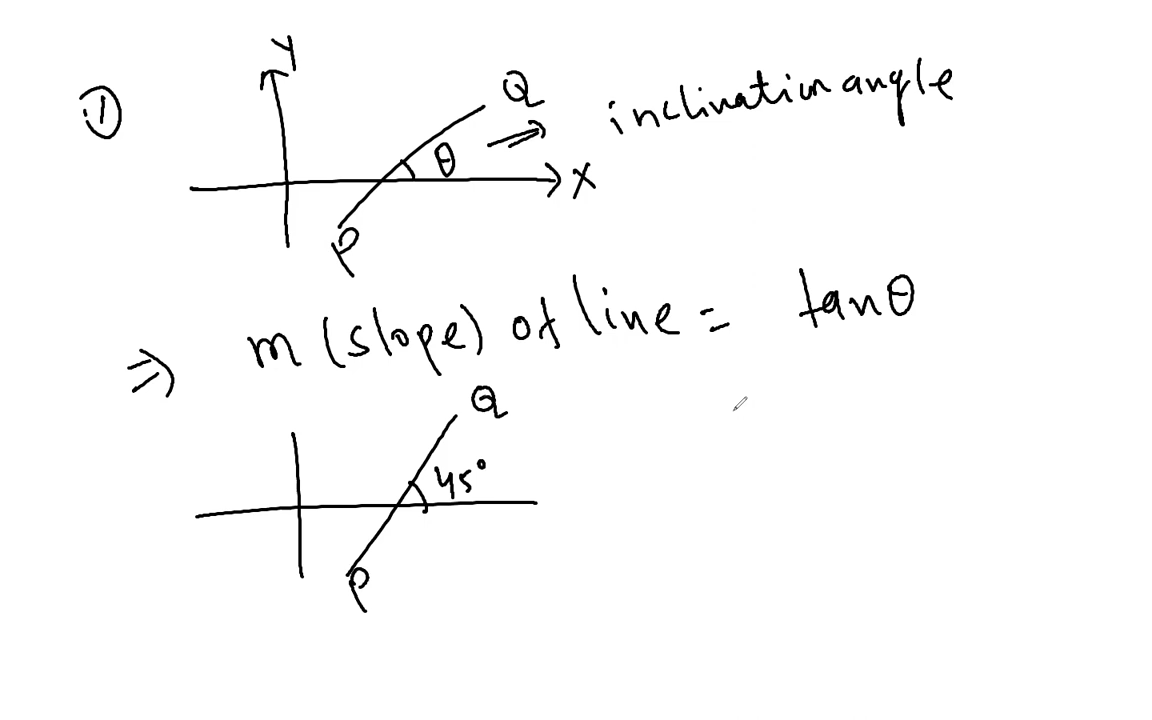 ①
Y
Q
θ ⇒ inclination angle
X
P
⇒ m (slope) of line = tanθ
Q
45°
P